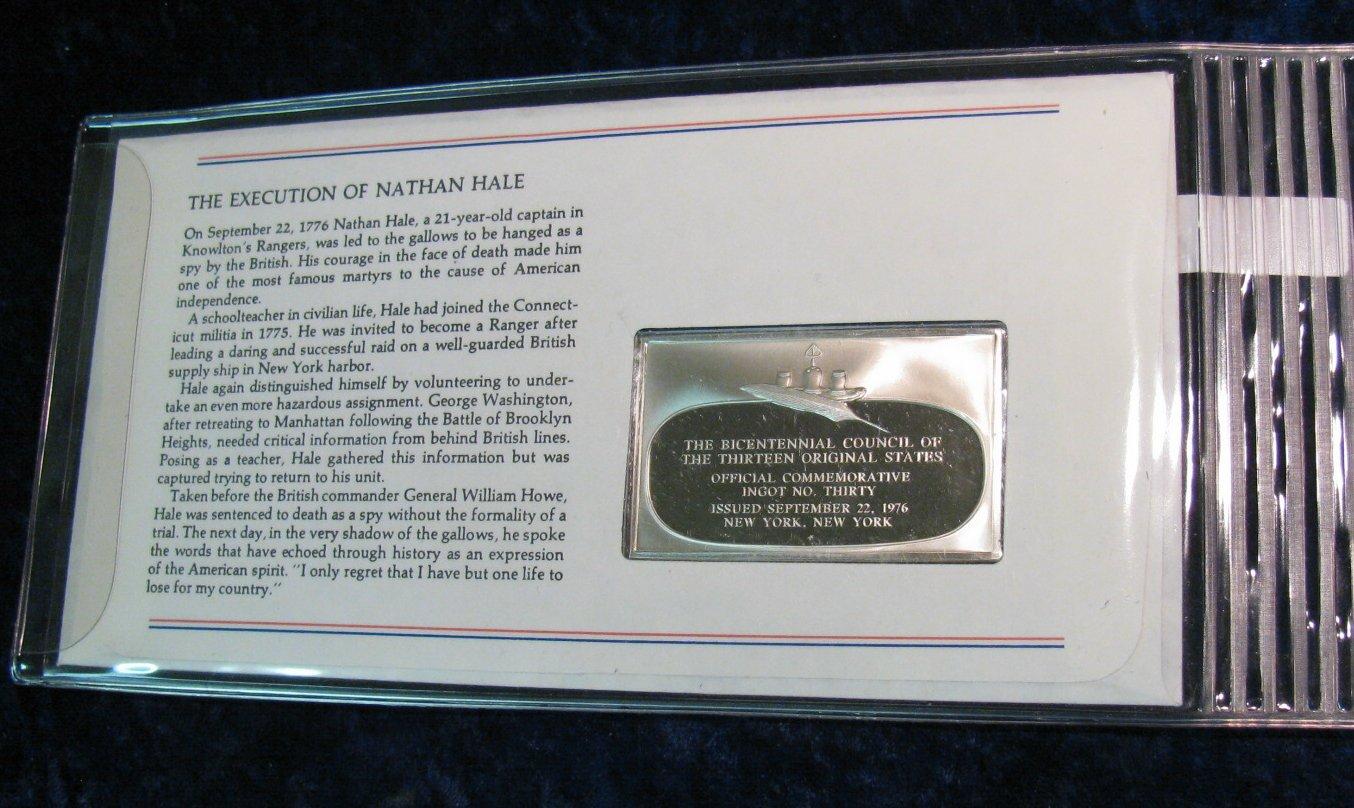 THE EXECUTION OF NATHAN HALE
On September 22, 1776 Nathan Hale, a 21-year-old captain in
Knowlton's Rangers, was led to the gallows to be hanged as a
spy by the British. His courage in the face of death made him
one of the most famous martyrs to the cause of American
independence.
A schoolteacher in civilian life, Hale had joined the Connect-
icut militia in 1775. He was invited to become a Ranger after
leading a daring and successful raid on a well-guarded British
supply ship in New York harbor.
Hale again distinguished himself by volunteering to under-
take an even more hazardous assignment. George Washington,
after retreating to Manhattan following the Battle of Brooklyn
Heights, needed critical information from behind British lines.
Posing as a teacher, Hale gathered this information but was
captured trying to return to his unit.
Taken before the British commander General William Howe,
Hale was sentenced to death as a spy without the formality of a
trial. The next day, in the very shadow of the gallows, he spoke
the words that have echoed through history as an expression
of the American spirit. "I only regret that I have but one life to
lose for my country."
THE BICENTENNIAL COUNCIL OF
THE THIRTEEN ORIGINAL STATES
OFFICIAL COMMEMORATIVE
INGOT NO. THIRTY
ISSUED SEPTEMBER 22, 1976
NEW YORK, NEW YORK